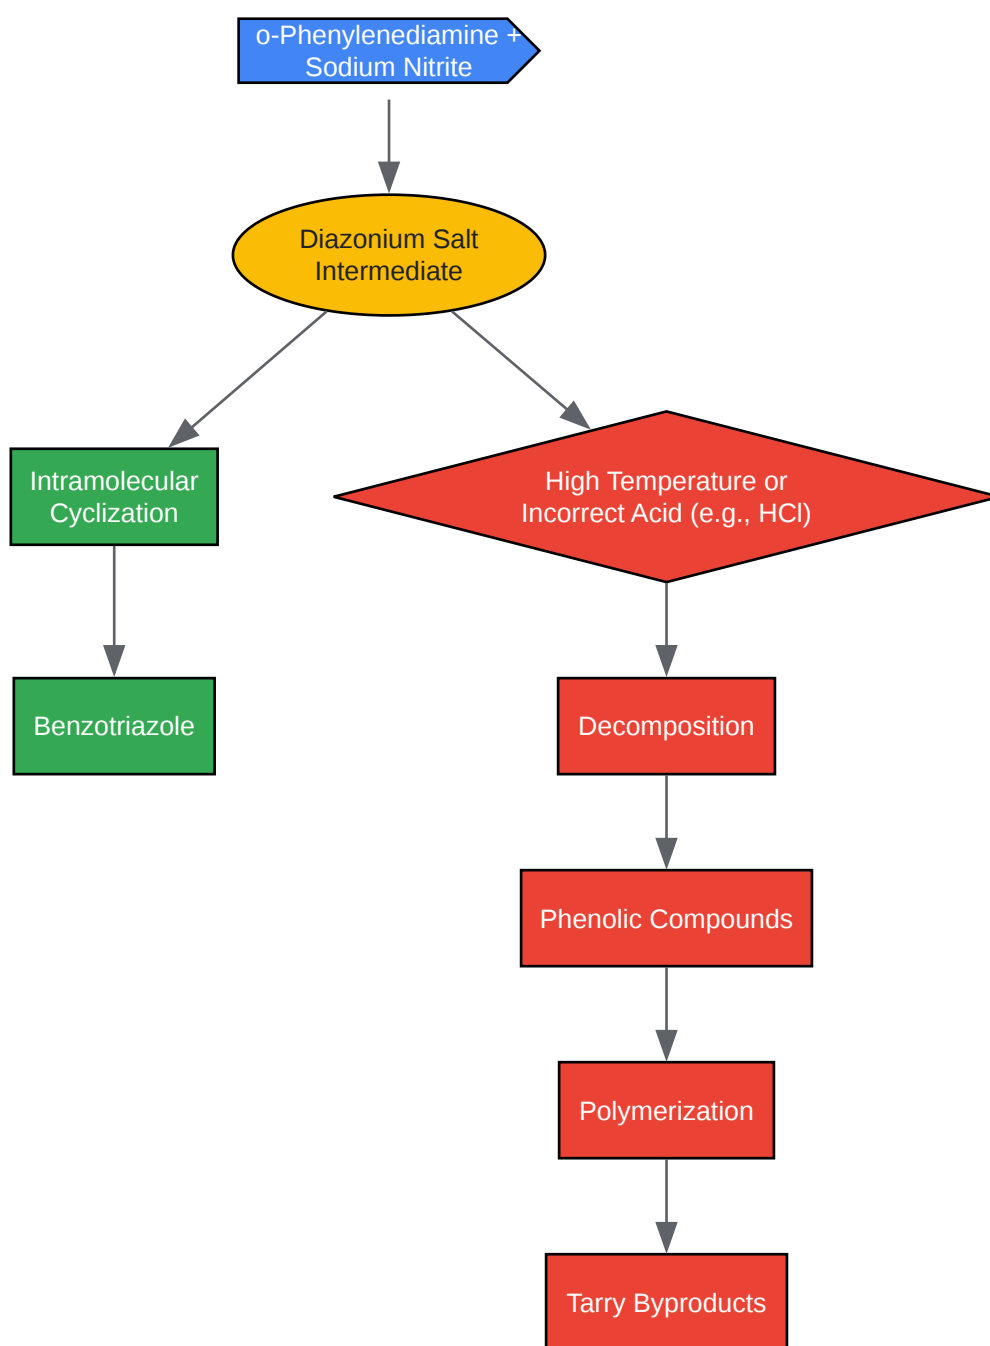 o-Phenylenediamine +
Sodium Nitrite
Diazonium Salt
Intermediate
Intramolecular
Cyclization
High Temperature or
Incorrect Acid (e.g., HCl)
Benzotriazole
Decomposition
Phenolic Compounds
Polymerization
Tarry Byproducts